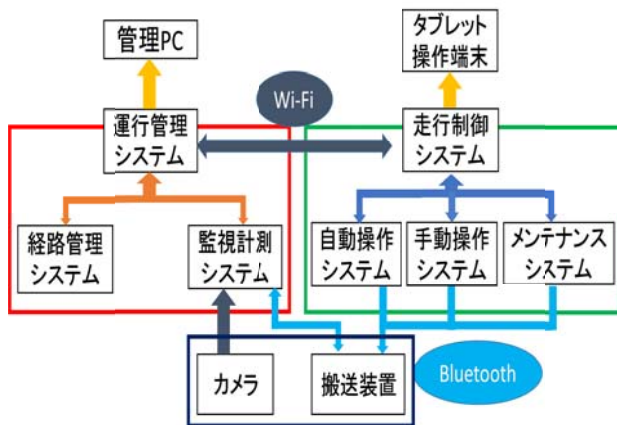 管理PC
タブレット
操作端末
Wi-Fi
運行管理
システム
走行制御
システム
経路管理
システム
監視計測
システム
自動操作
システム
手動操作
システム
メンテナンス
システム
カメラ
搬送装置
Bluetooth